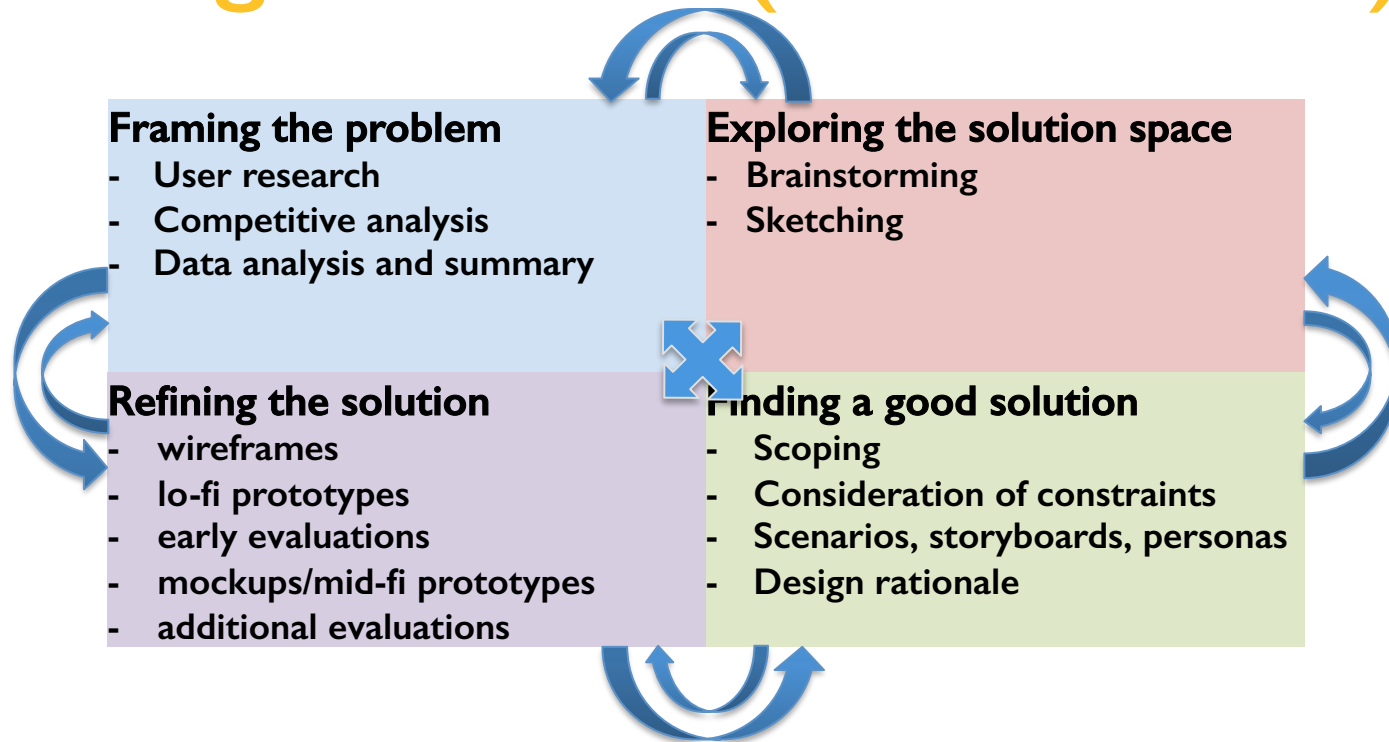 Framing the problem
- User research
- Competitive analysis
- Data analysis and summary
Exploring the solution space
- Brainstorming
- Sketching
Refining the solution
- wireframes
- lo-fi prototypes
- early evaluations
- mockups/mid-fi prototypes
- additional evaluations
Finding a good solution
- Scoping
- Consideration of constraints
- Scenarios, storyboards, personas
- Design rationale